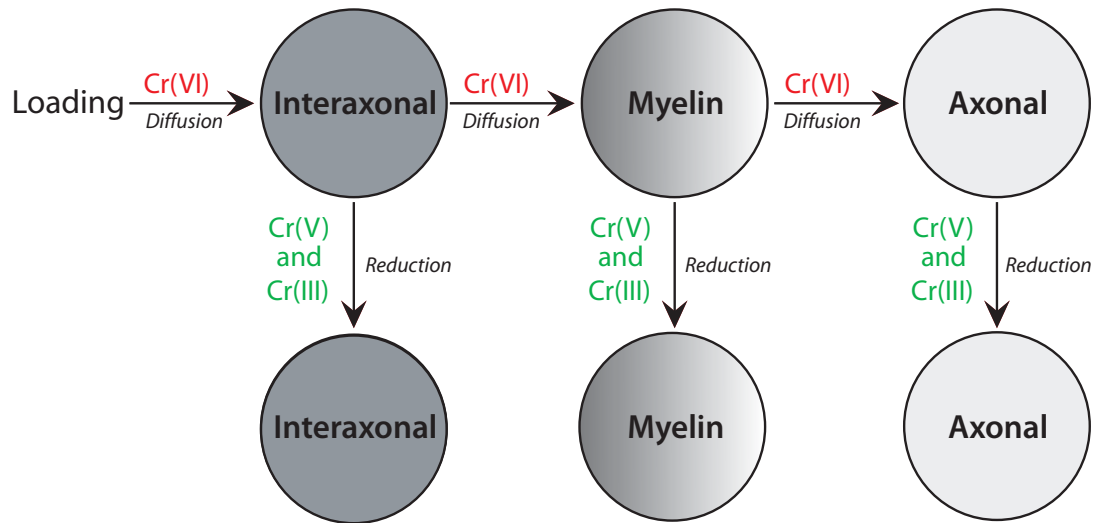 Loading
Cr(VI)
Diffusion
Interaxonal
Cr(VI)
Diffusion
Myelin
Cr(VI)
Diffusion
Axonal
Cr(V)
and
Cr(III)
Reduction
Cr(V)
and
Cr(III)
Reduction
Cr(V)
and
Cr(III)
Reduction
Interaxonal
Myelin
Axonal